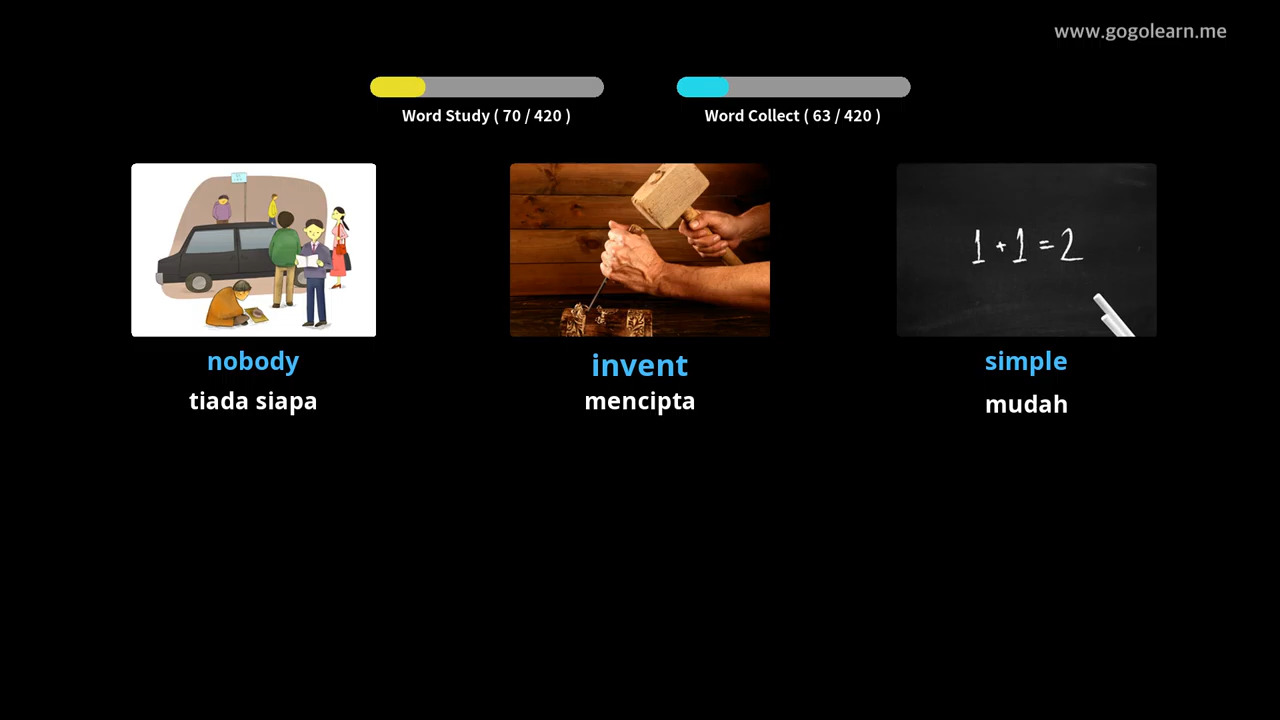 www.gogolearn.me
Word Study ( 70 / 420 )
Word Collect ( 63 / 420 )
1 + 1 = 2
nobody
invent
simple
tiada siapa
mencipta
mudah